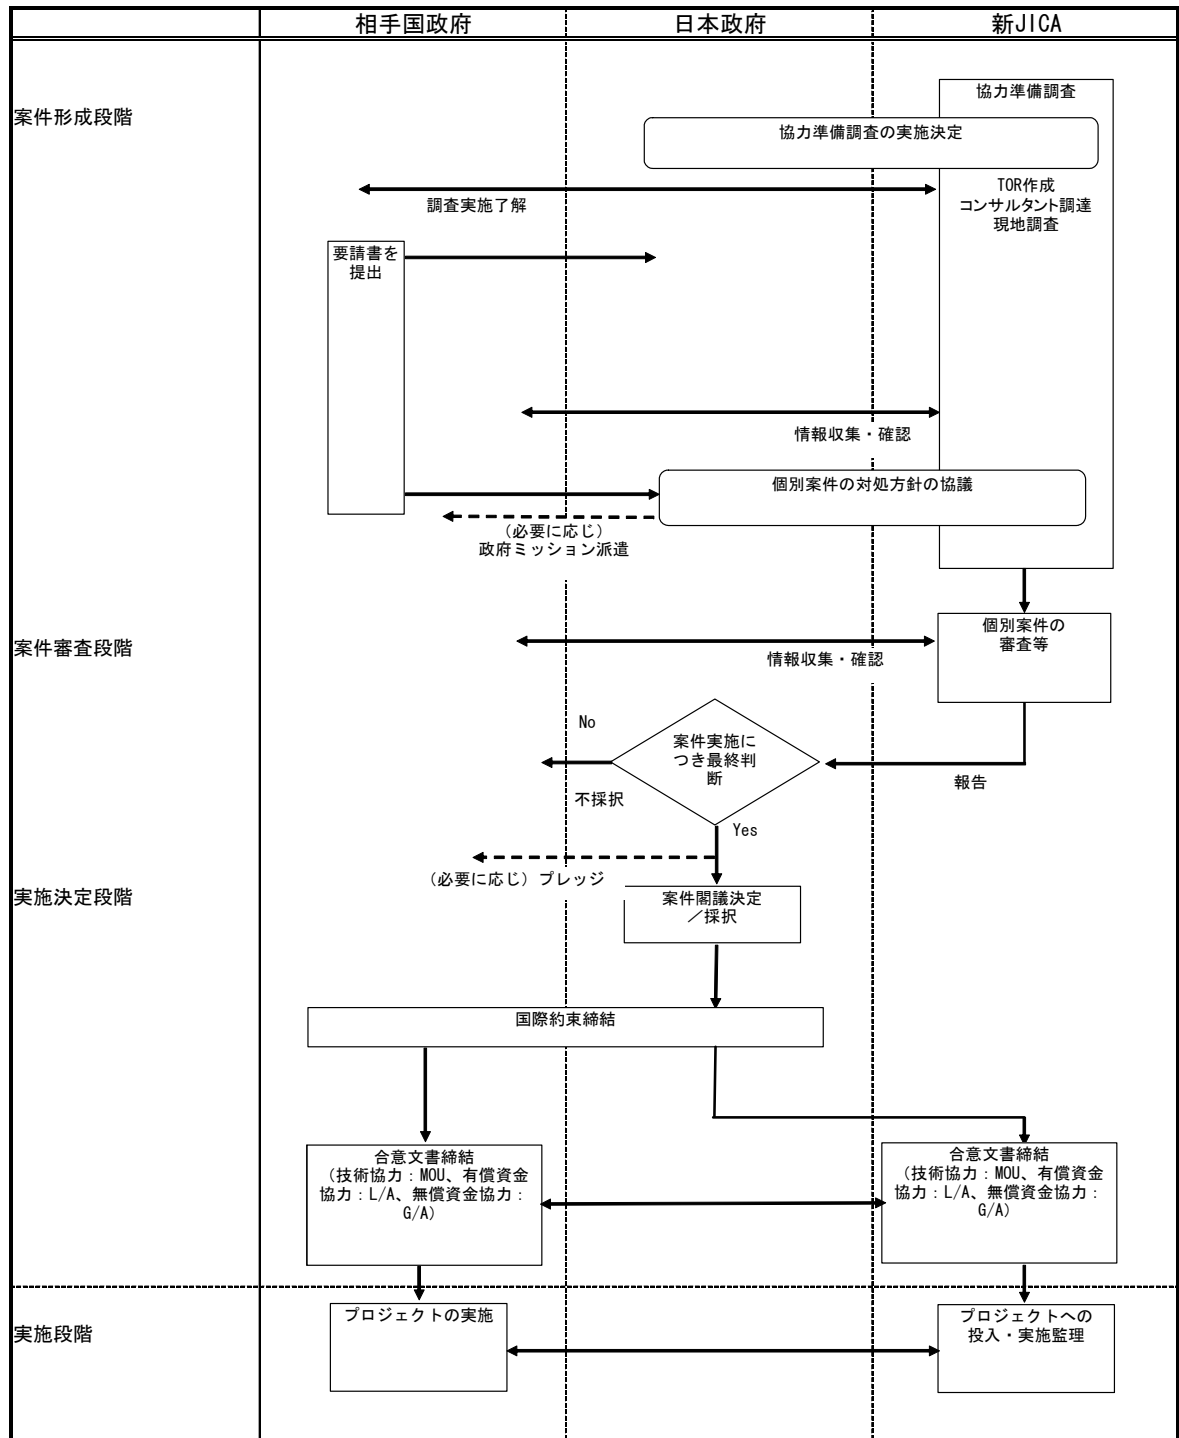 相手国政府
日本政府
新JICA
案件形成段階
協力準備調査
協力準備調査の実施決定
調査実施了解
TOR作成
コンサルタント調達
現地調査
要請書を
提出
情報収集・確認
個別案件の対処方針の協議
(必要に応じ)
政府ミッション派遣
案件審査段階
個別案件の
審査等
情報収集・確認
No
案件実施に
つき最終判
断
不採択
報告
Yes
(必要に応じ) プレッジ
実施決定段階
案件閣議決定
／採択
国際約束締結
合意文書締結
(技術協力：MOU、有償資金
協力：L/A、無償資金協力：
G/A)
合意文書締結
(技術協力：MOU、有償資金
協力：L/A、無償資金協力：
G/A)
実施段階
プロジェクトの実施
プロジェクトへの
投入・実施監理